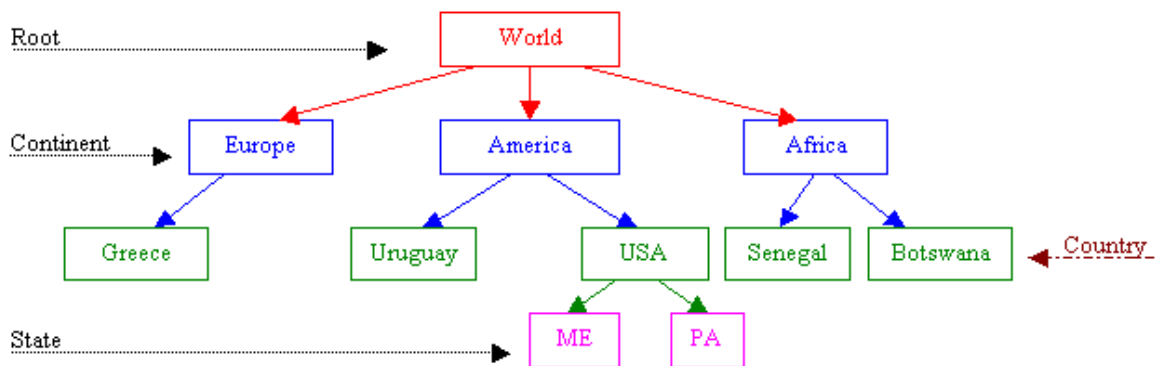 Root
World
Continent
Europe
America
Africa
Greece
Uruguay
USA
Senegal
Botswana
Country
State
ME
PA